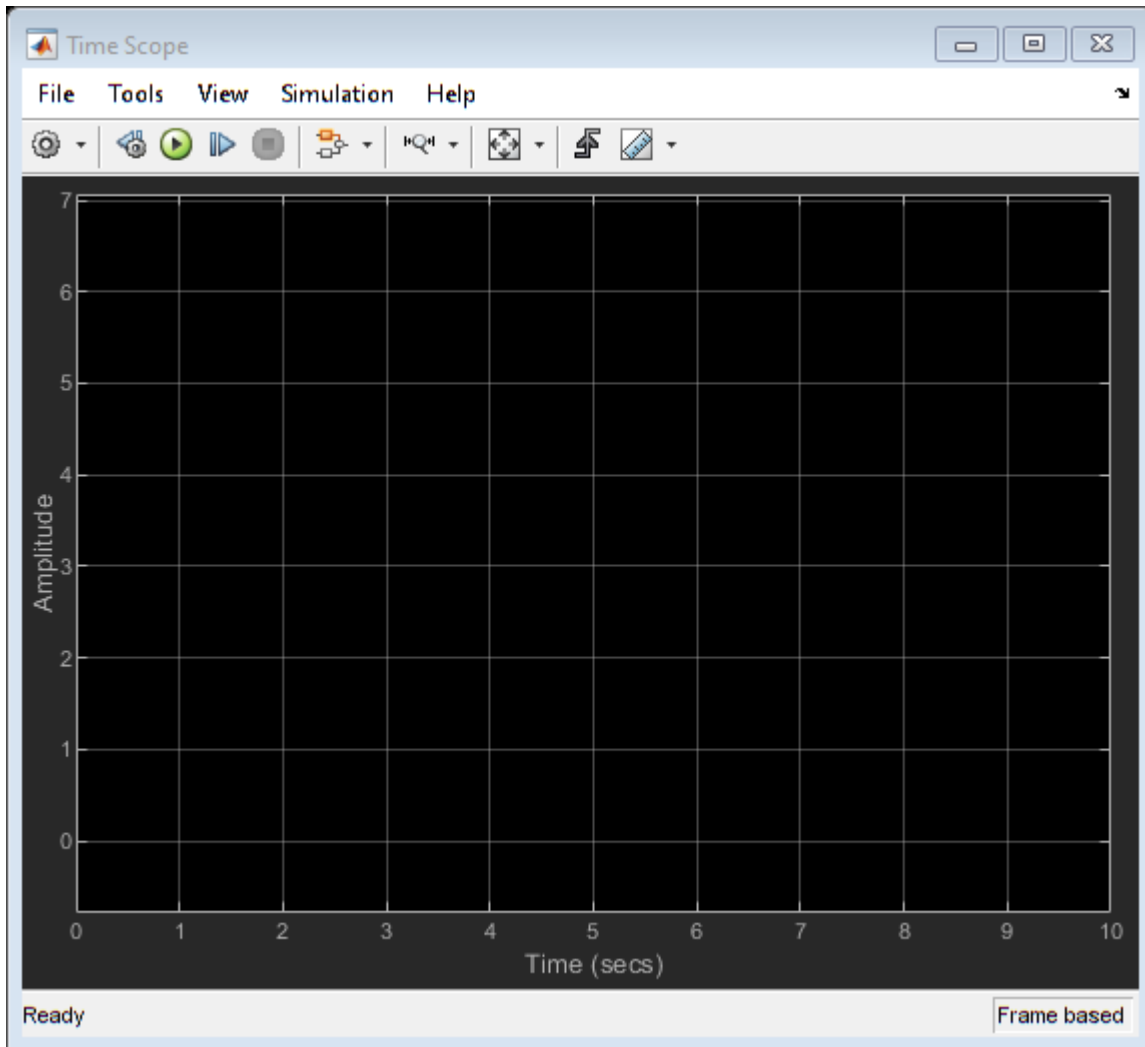 Time Scope
File Tools View Simulation Help
7
6
5
4
3
2
1
0
Amplitude
0 1 2 3 4 5 6 7 8 9 10
Time (secs)
Ready Frame based